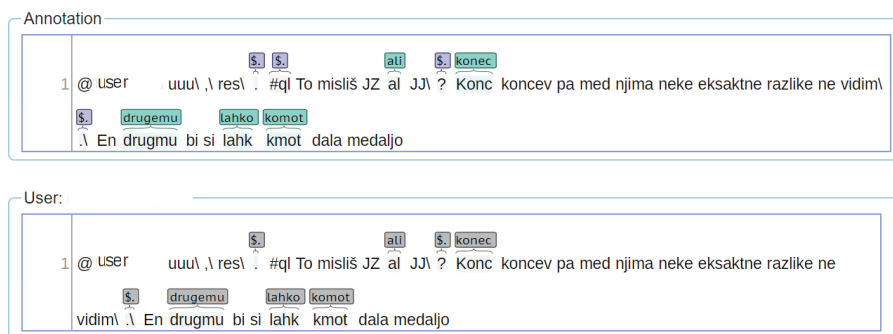 Annotation
$. $. ali $. konec
1 @ user uuu\ ,\ res\ . #ql To misliš JZ al JJ\ ? Konc koncev pa med njima neke eksaktne razlike ne vidim\
$. drugemu lahko komot
.\ En drugmu bi si lahk kmot dala medaljo
User:
$. ali $. konec
1 @ user uuu\ ,\ res\ . #ql To misliš JZ al JJ\ ? Konc koncev pa med njima neke eksaktne razlike ne
$. drugemu lahko komot
vidim\ .\ En drugmu bi si lahk kmot dala medaljo